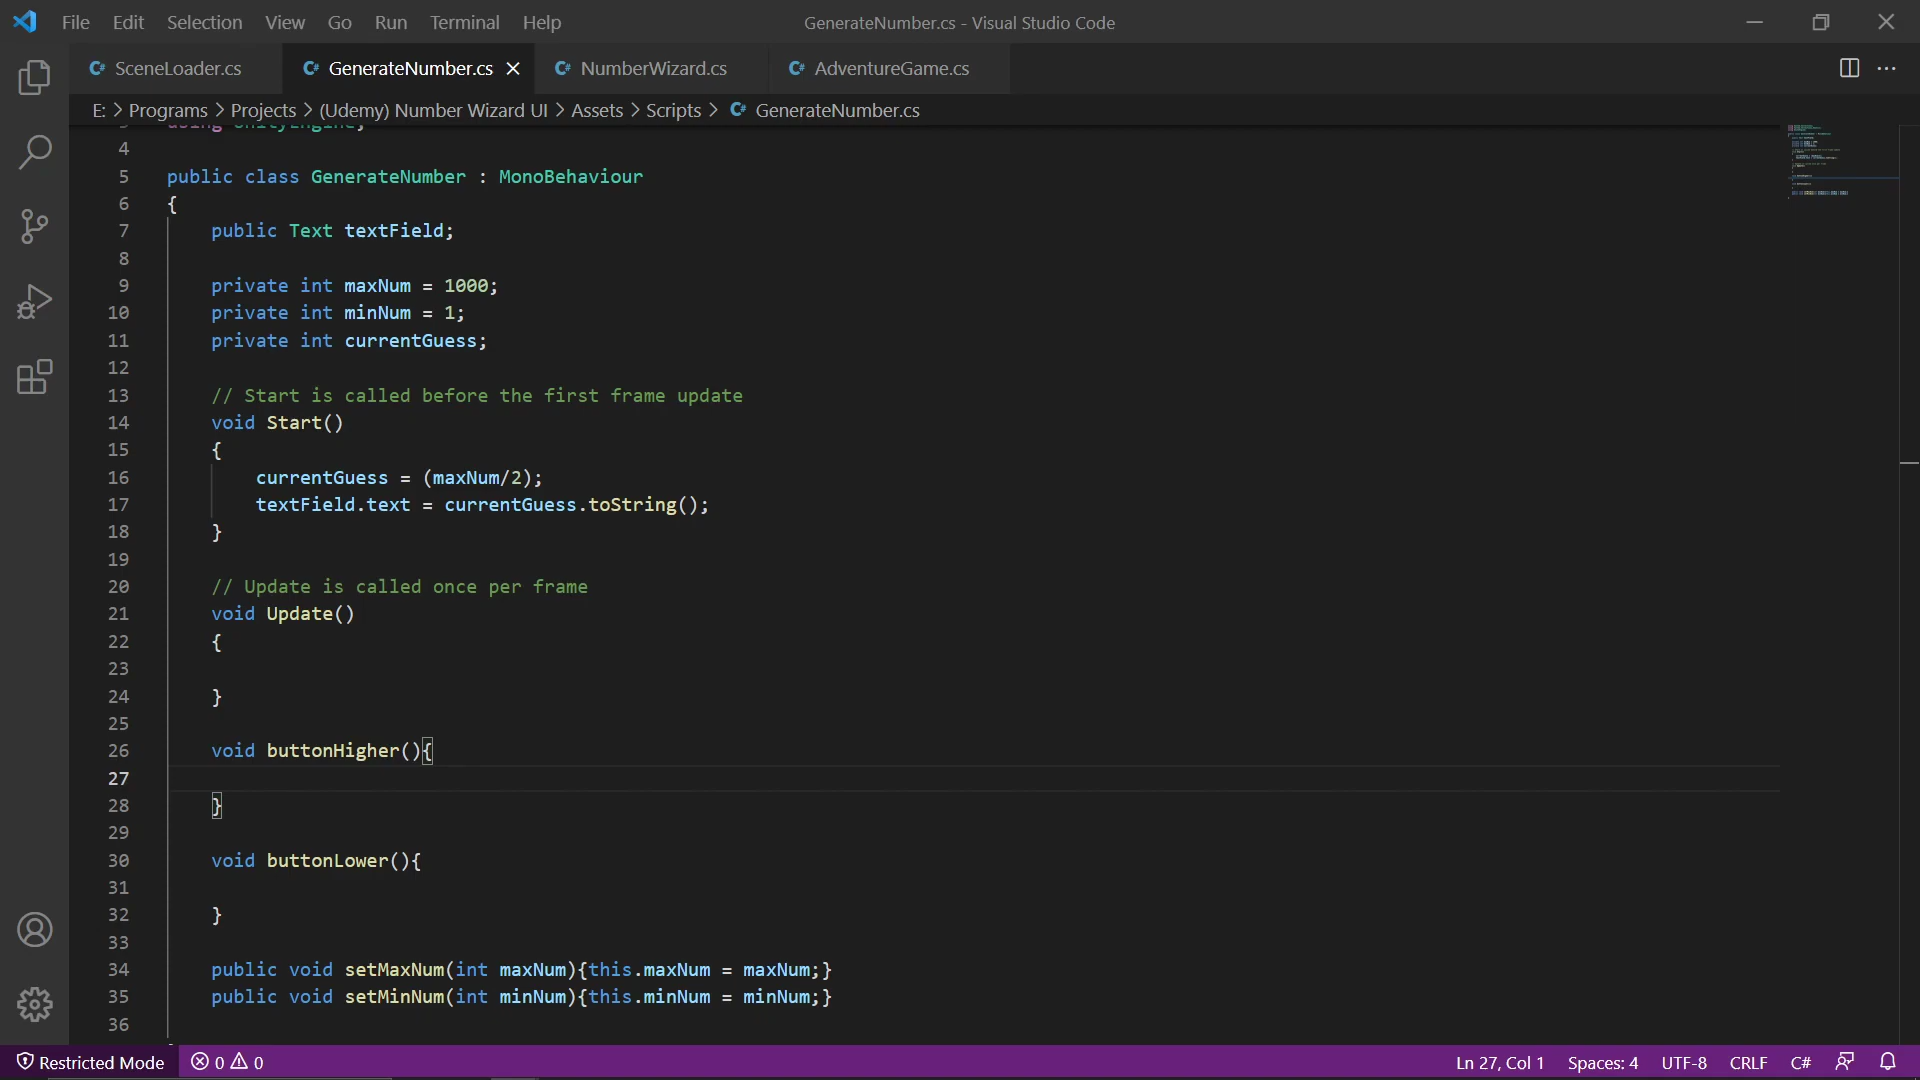 File Edit Selection View Go Run Terminal Help GenerateNumber.cs - Visual Studio Code
C# SceneLoader.cs C# GenerateNumber.cs C# NumberWizard.cs C# AdventureGame.cs
E: > Programs > Projects > (Udemy) Number Wizard UI > Assets > Scripts > C# GenerateNumber.cs
using UnityEngine;
4
5 public class GenerateNumber : MonoBehaviour
6 {
7 public Text textField;
8
9 private int maxNum = 1000;
10 private int minNum = 1;
11 private int currentGuess;
12
13 // Start is called before the first frame update
14 void Start()
15 {
16 currentGuess = (maxNum/2);
17 textField.text = currentGuess.toString();
18 }
19
20 // Update is called once per frame
21 void Update()
22 {
23
24 }
25
26 void buttonHigher(){
27
28 }
29
30 void buttonLower(){
31
32 }
33
34 public void setMaxNum(int maxNum){this.maxNum = maxNum;}
35 public void setMinNum(int minNum){this.minNum = minNum;}
36
Restricted Mode 0 0 Ln 27, Col 1 Spaces: 4 UTF-8 CRLF C#